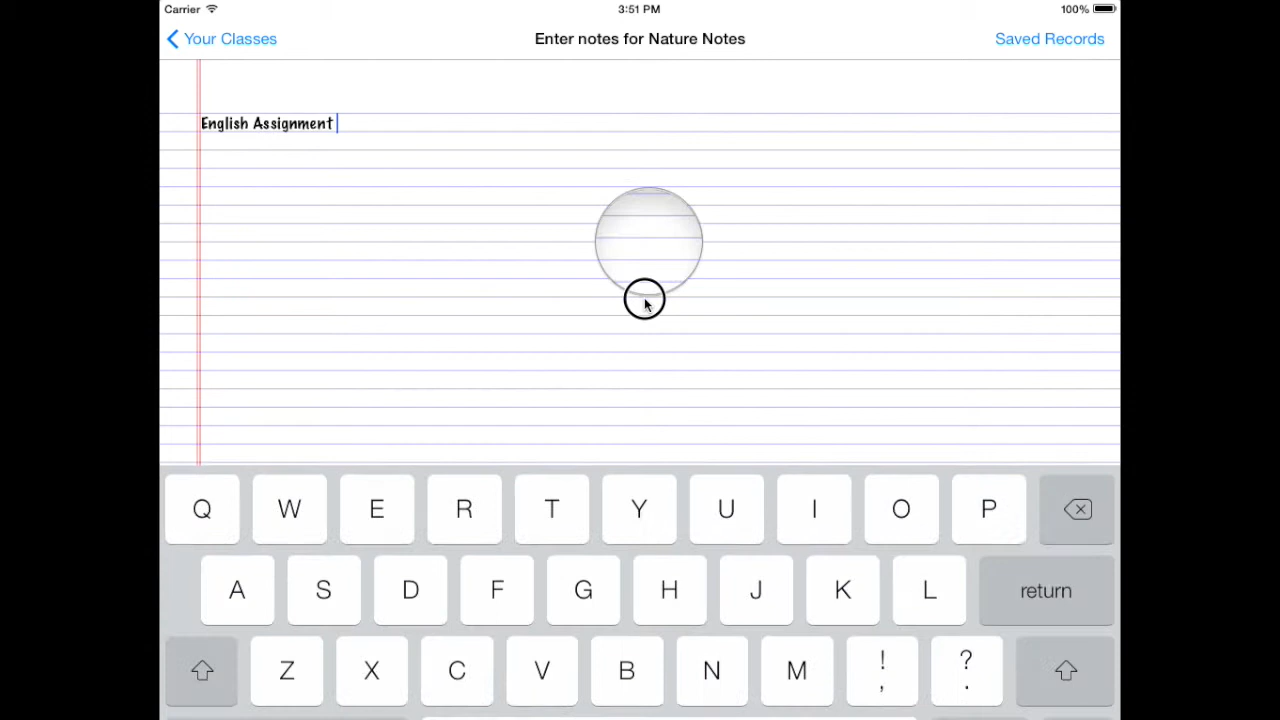 Carrier 3:51 PM 100%
Your Classes Enter notes for Nature Notes Saved Records
English Assignment
Q W E R T Y U I O P
A S D F G H J K L return
Z X C V B N M ! , ? .